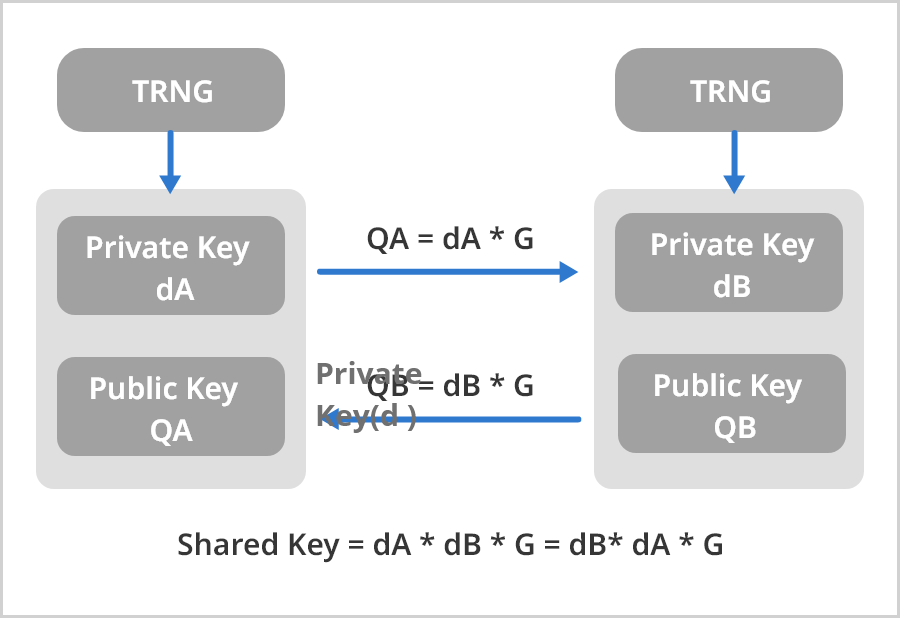 TRNG
TRNG
Private Key
dA
Public Key
QA
QA = dA * G
Private
Key(d )
QB = dB * G
Private Key
dB
Public Key
QB
Shared Key = dA * dB * G = dB* dA * G